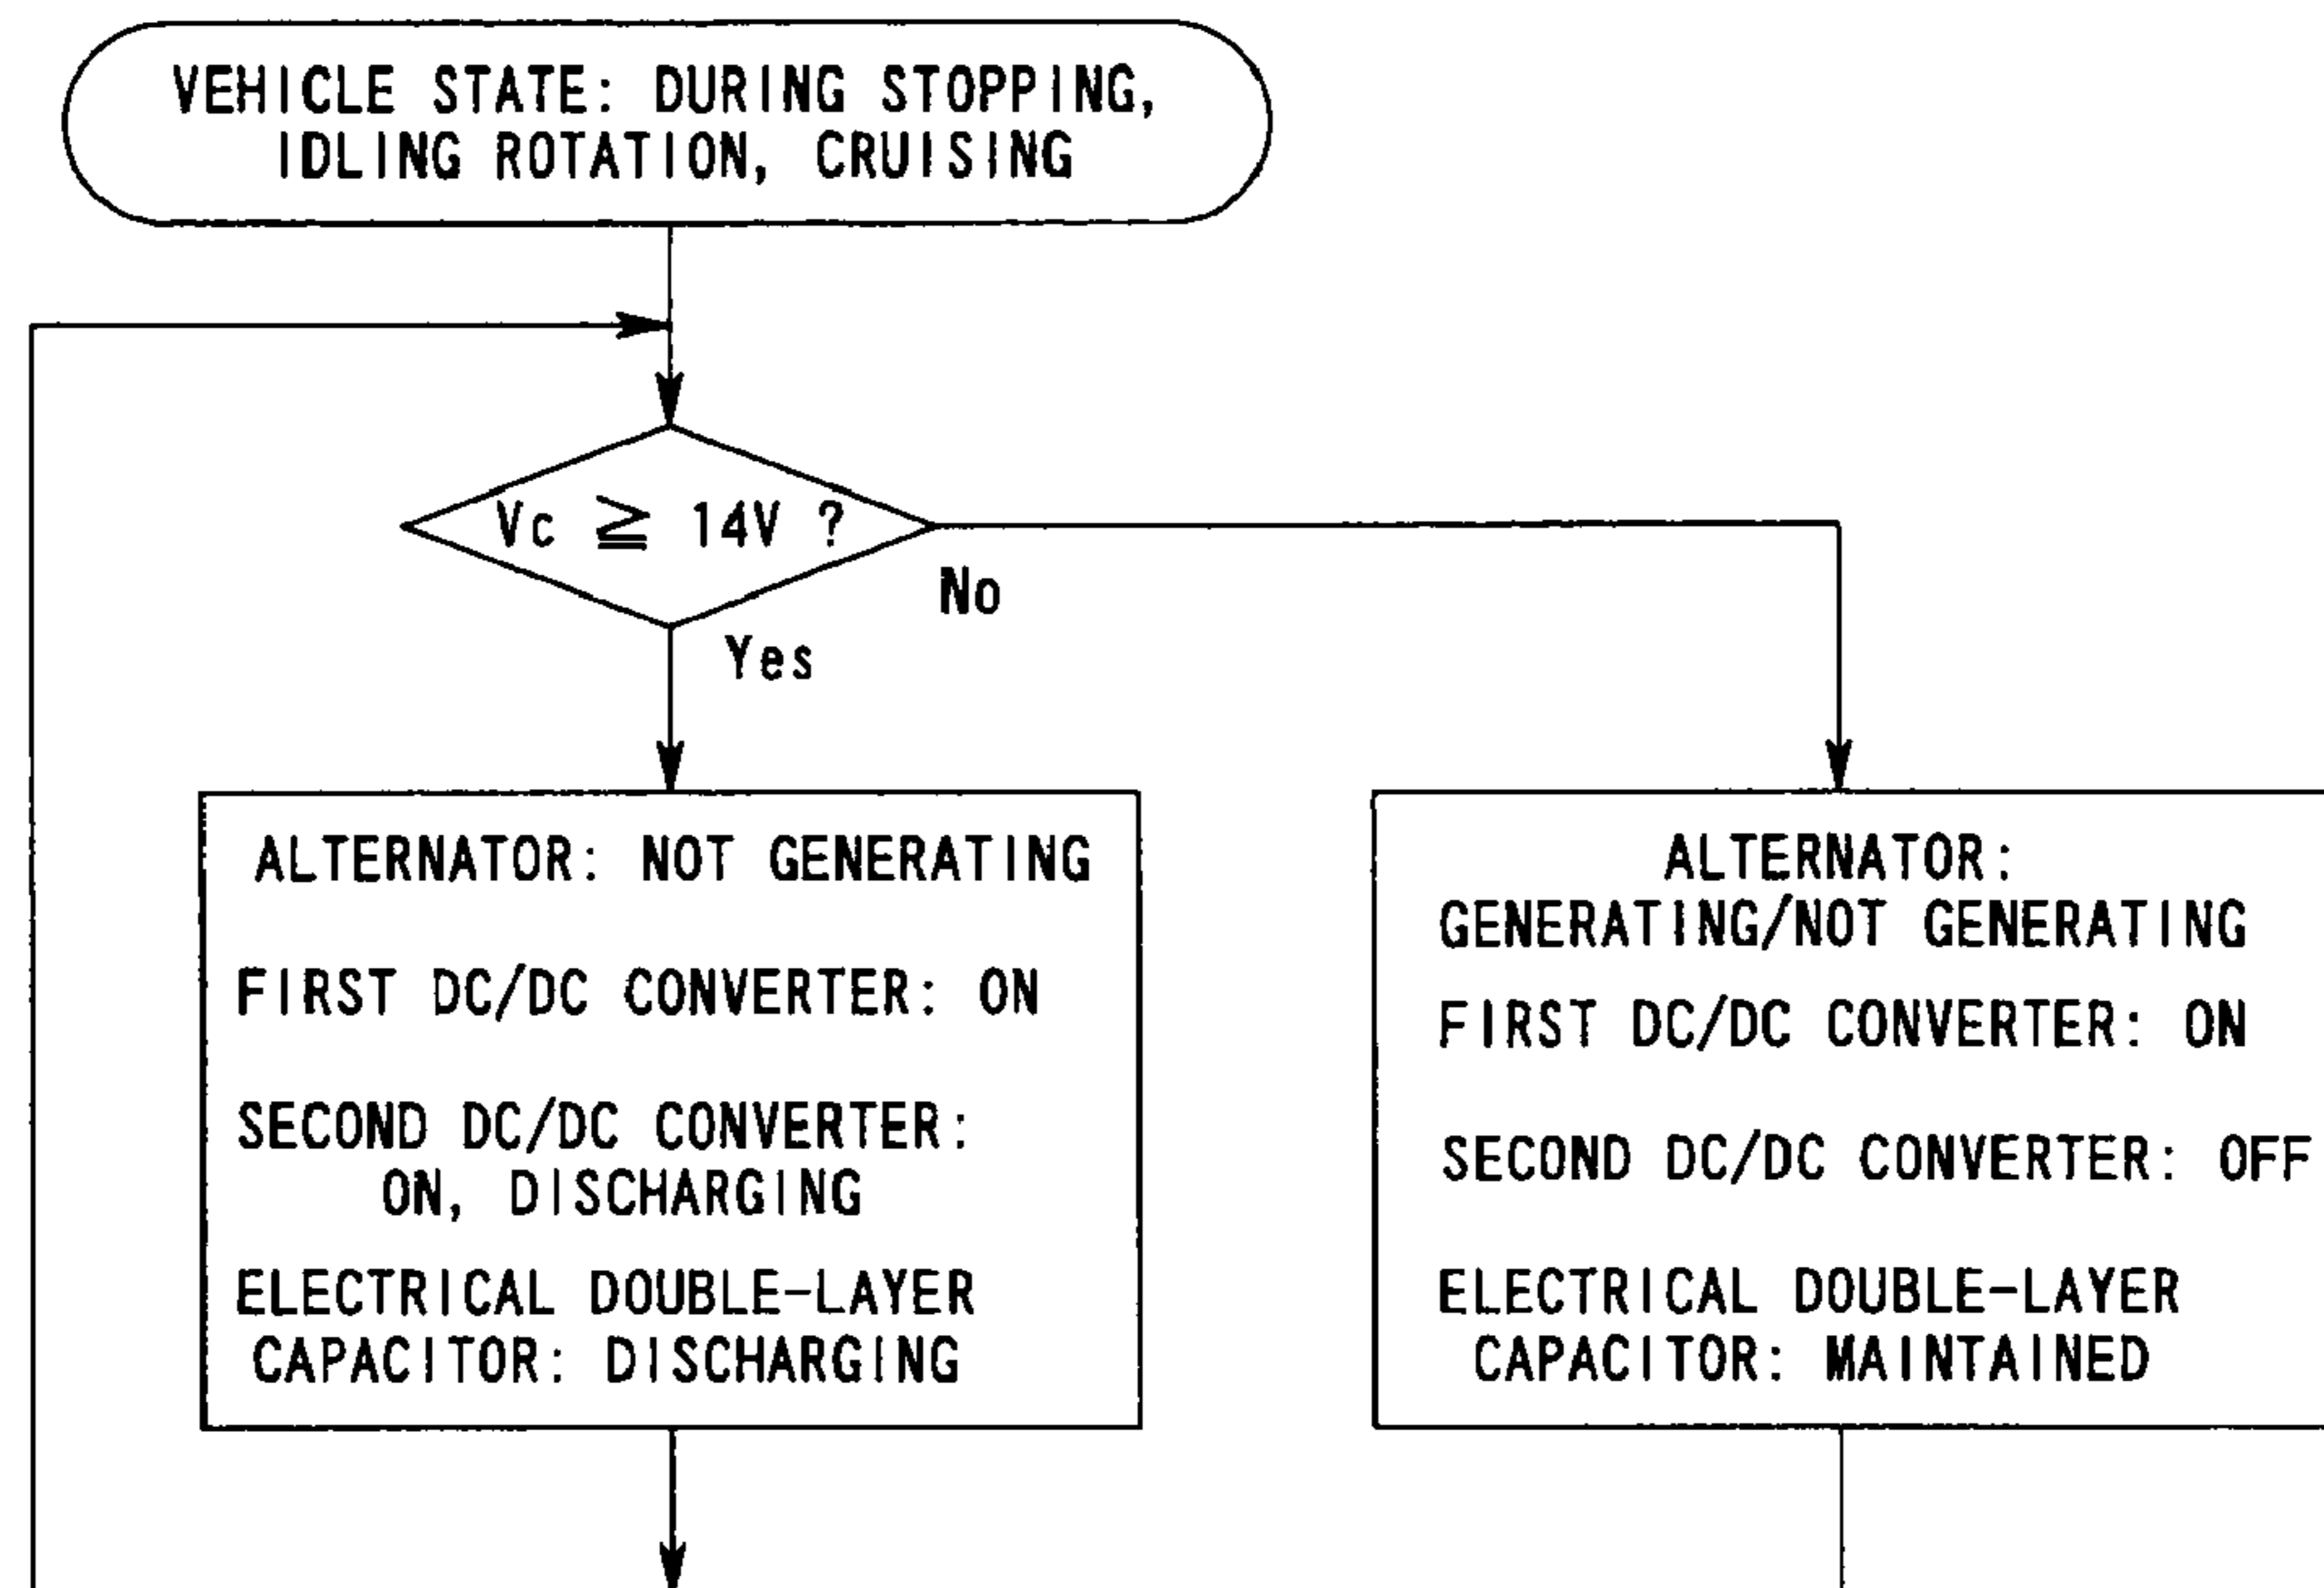 VEHICLE STATE: DURING STOPPING,
IDLING ROTATION, CRUISING
Vc ≧ 14V ?
No
Yes
ALTERNATOR: NOT GENERATING
FIRST DC/DC CONVERTER: ON
SECOND DC/DC CONVERTER:
ON, DISCHARGING
ELECTRICAL DOUBLE-LAYER
CAPACITOR: DISCHARGING
ALTERNATOR:
GENERATING/NOT GENERATING
FIRST DC/DC CONVERTER: ON
SECOND DC/DC CONVERTER: OFF
ELECTRICAL DOUBLE-LAYER
CAPACITOR: MAINTAINED